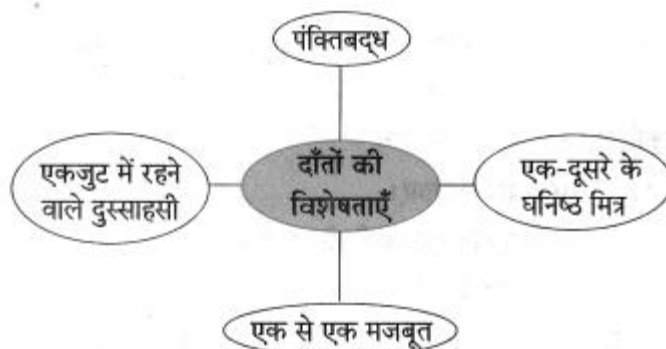 पंक्तिबद्ध
एकजुट में रहने
वाले दुस्साहसी
दाँतों की
विशेषताएँ
एक-दूसरे के
घनिष्ठ मित्र
एक से एक मजबूत